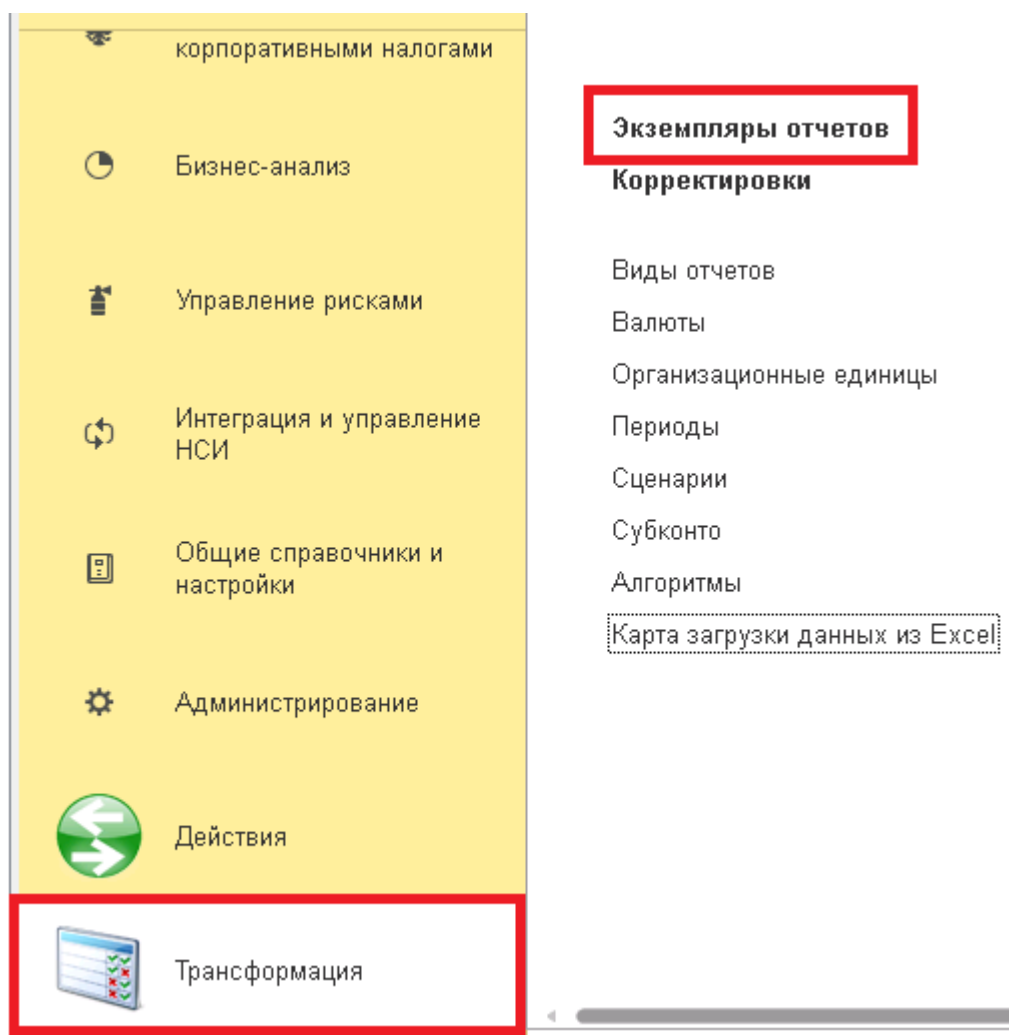 корпоративными налогами
Бизнес-анализ
Управление рисками
Интеграция и управление
НСИ
Общие справочники и
настройки
Администрирование
Действия
Трансформация
Экземпляры отчетов
Корректировки
Виды отчетов
Валюты
Организационные единицы
Периоды
Сценарии
Субконто
Алгоритмы
Карта загрузки данных из Excel